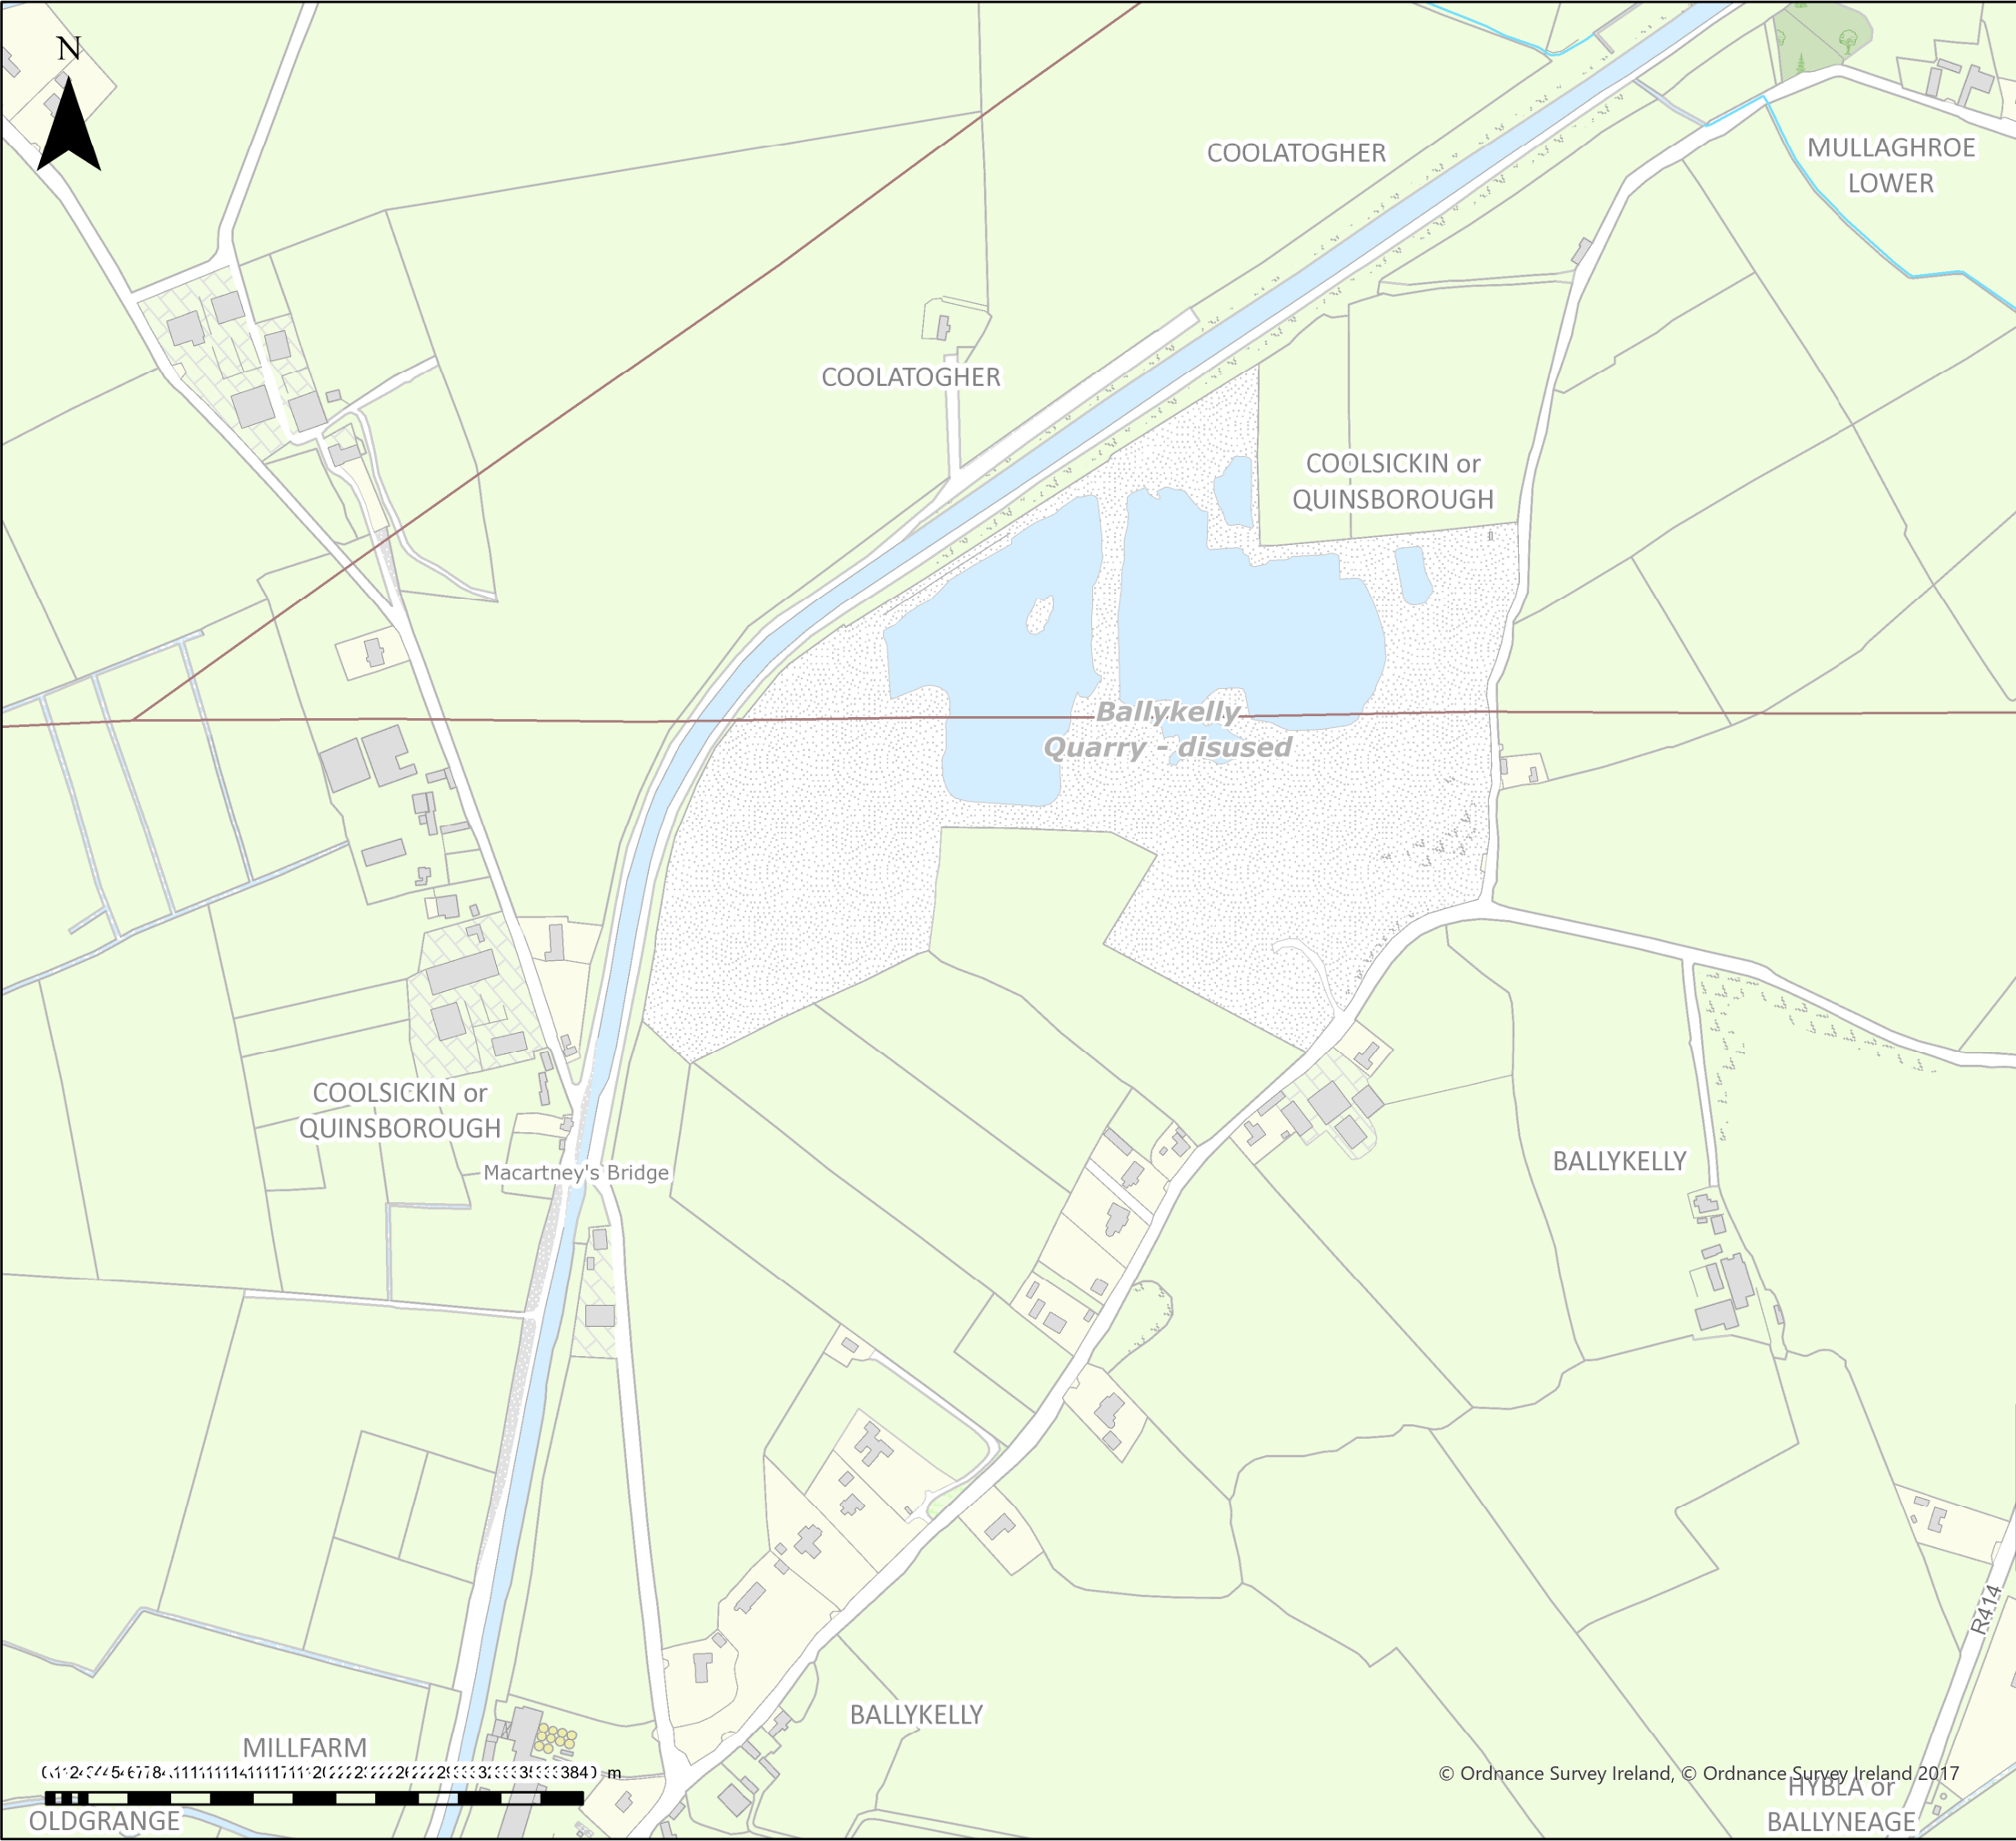 N
COOLATOGHER
MULLAGHROE
LOWER
COOLATOGHER
COOLSICKIN or
QUINSBOROUGH
Ballykelly
Quarry - disused
COOLSICKIN or
QUINSBOROUGH
Macartney's Bridge
BALLYKELLY
R414
BALLYKELLY
MILLFARM
m
© Ordnance Survey Ireland, © Ordnance Survey Ireland 2017
HYBLA or
BALLYNEAGE
OLDGRANGE